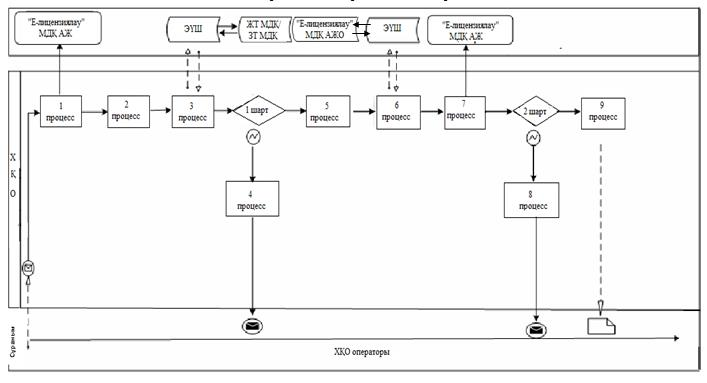 "Е-лицензиялау"
МДҚ АЖ
ЭҮШ
ЖТ МДҚ/
ЗТ МДҚ
"Е-лицензиялау"
МДҚ АЖО
ЭҮШ
"Е-лицензиялау"
МДҚ АЖ
1
процесс
2
процесс
3
процесс
1 шарт
5
процесс
6
процесс
7
процесс
2 шарт
9
процесс
Х
Қ
О
4
процесс
8
процесс
Сұраным
ХҚО операторы